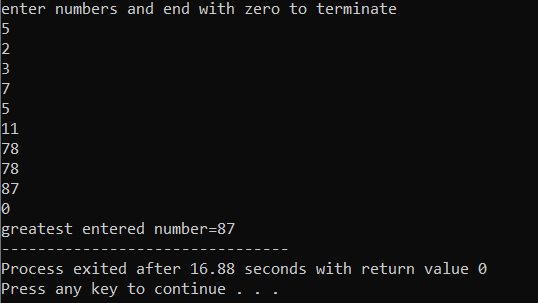 enter numbers and end with zero to terminate
5
2
3
7
5
11
78
78
87
0
greatest entered number=87
--------------------------------
Process exited after 16.88 seconds with return value 0
Press any key to continue . . .